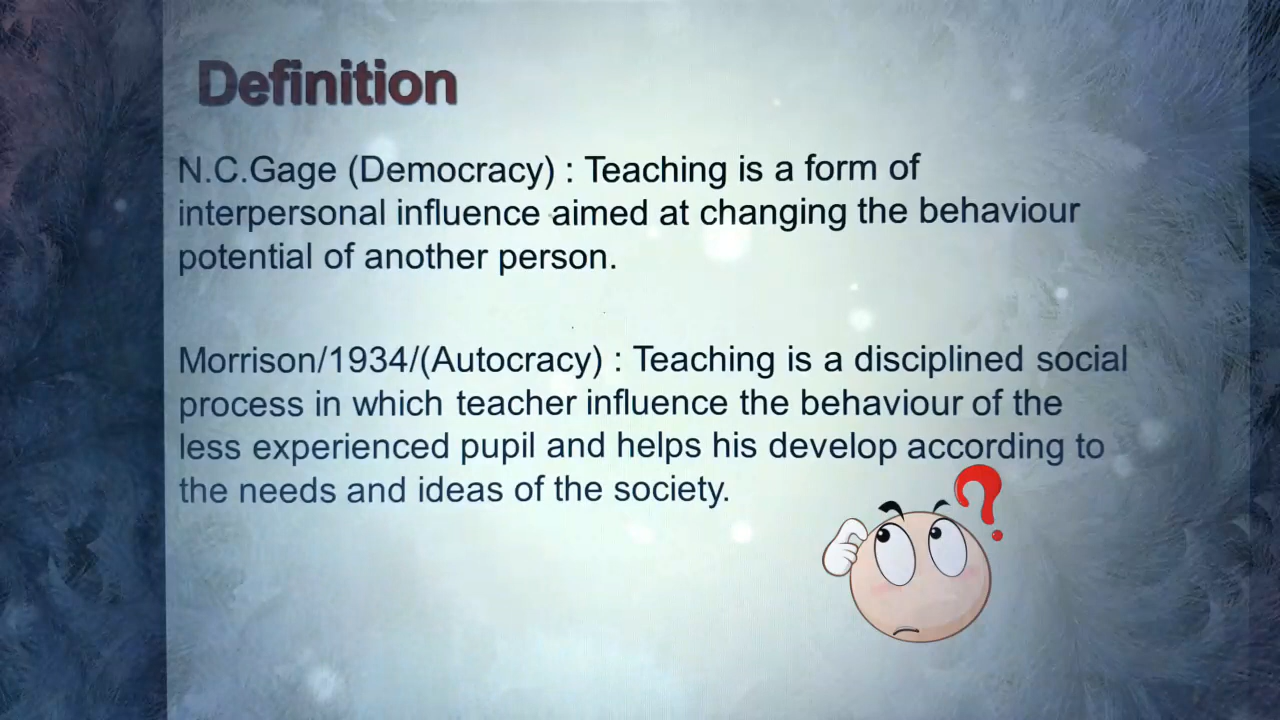 Definition
N.C.Gage (Democracy) : Teaching is a form of
interpersonal influence aimed at changing the behaviour
potential of another person.
Morrison/1934/(Autocracy) : Teaching is a disciplined social
process in which teacher influence the behaviour of the
less experienced pupil and helps his develop according to
the needs and ideas of the society.
?